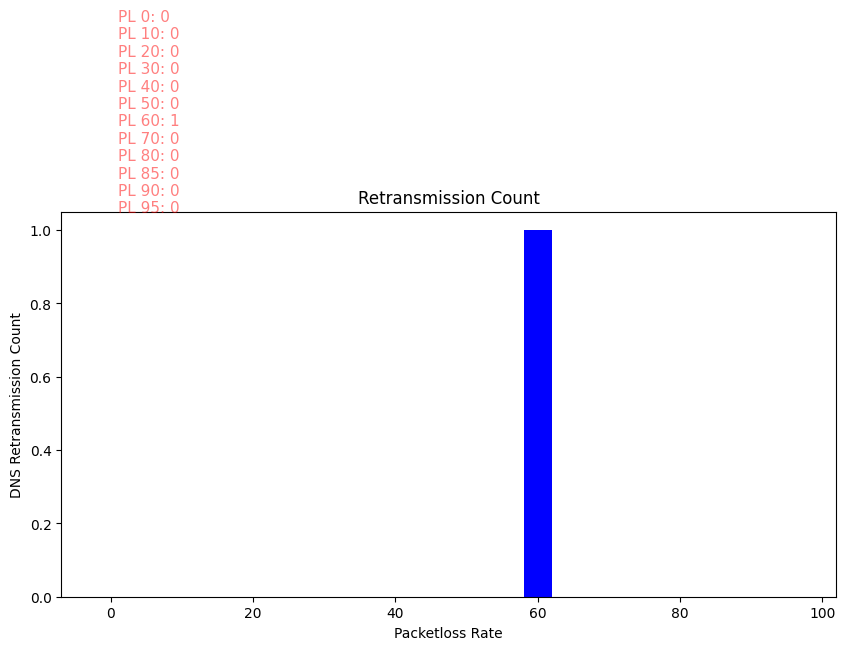 PL 0: 0
PL 10: 0
PL 20: 0
PL 30: 0
PL 40: 0
PL 50: 0
PL 60: 1
PL 70: 0
PL 80: 0
PL 85: 0
PL 90: 0
PL 95: 0
Retransmission Count
1.0
0.8
0.6
0.4
0.2
0.0
DNS Retransmission Count
0 20 40 60 80 100
Packetloss Rate